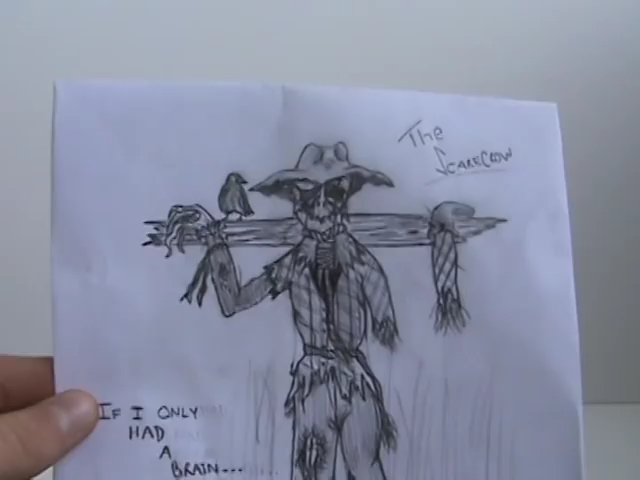 The
Scarecrow
If I only
had
a
brain...